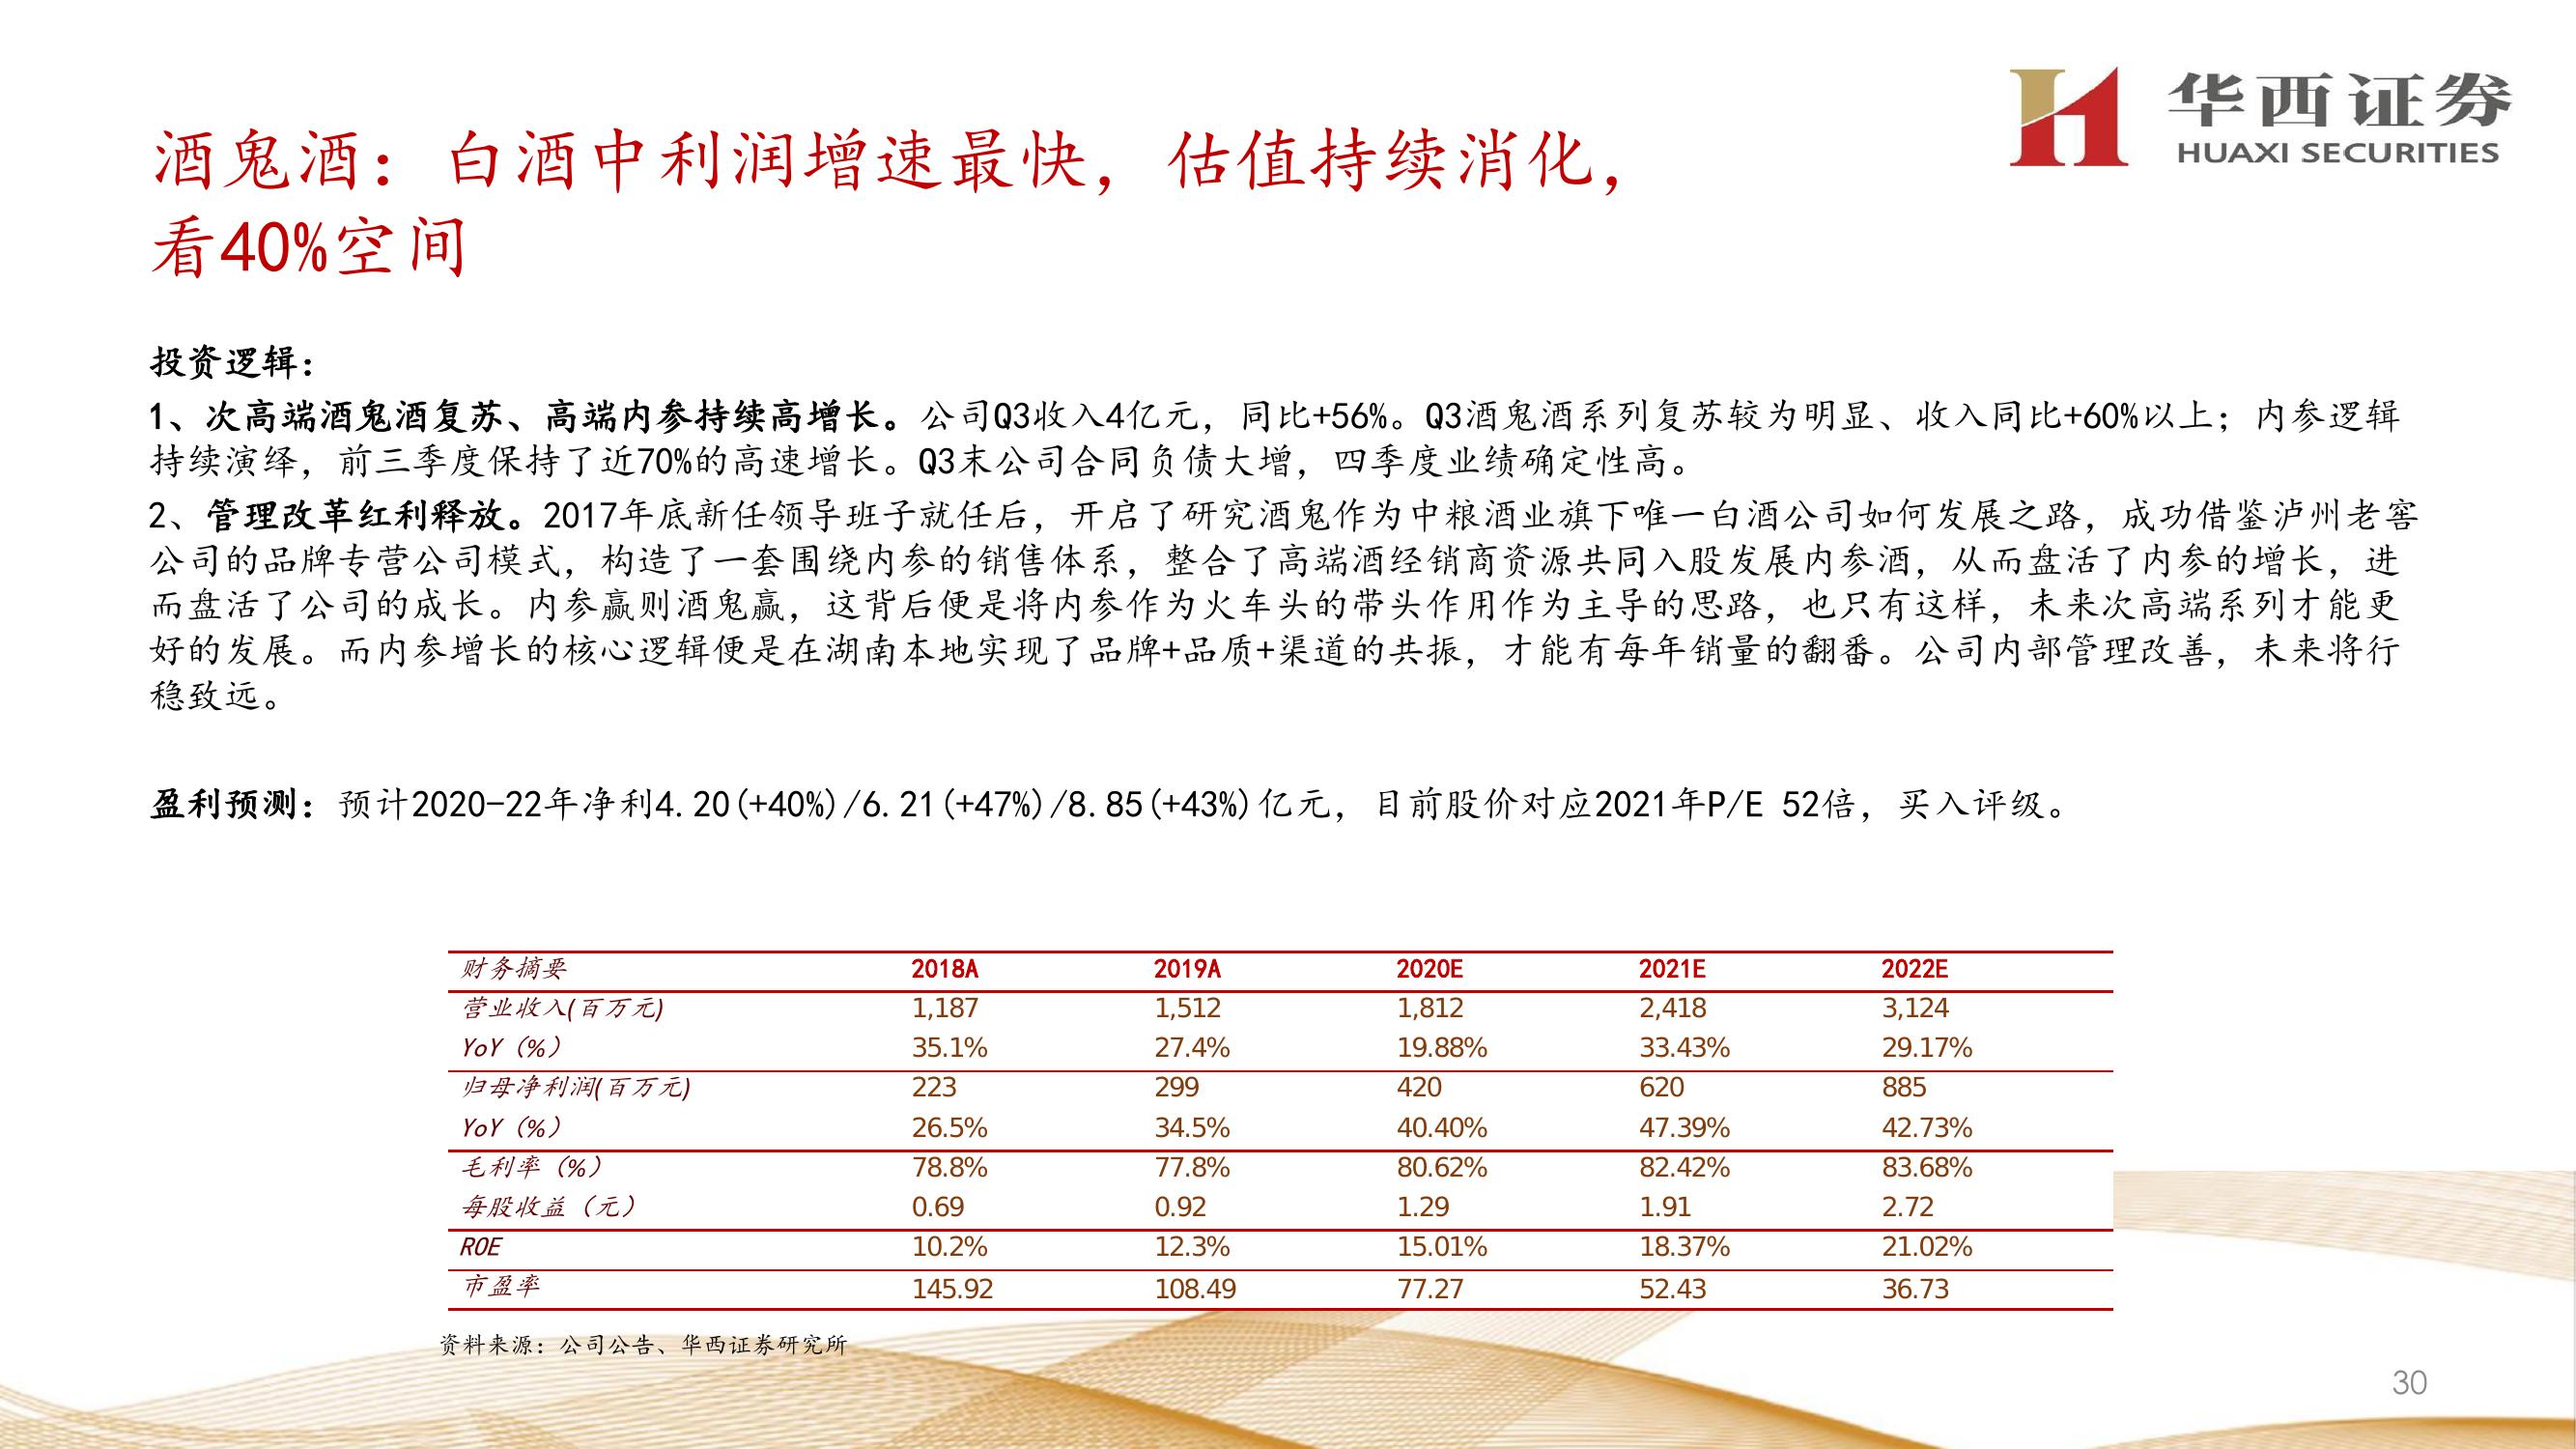 华西证券
HUAXI SECURITIES
酒鬼酒：白酒中利润增速最快，估值持续消化，
看40%空间
投资逻辑：
1、次高端酒鬼酒复苏、高端内参持续高增长。公司Q3收入4亿元，同比+56%。Q3酒鬼酒系列复苏较为明显、收入同比+60%以上；内参逻辑
持续演绎，前三季度保持了近70%的高速增长。Q3末公司合同负债大增，四季度业绩确定性高。
2、管理改革红利释放。2017年底新任领导班子就任后，开启了研究酒鬼作为中粮酒业旗下唯一白酒公司如何发展之路，成功借鉴泸州老窖
公司的品牌专营公司模式，构造了一套围绕内参的销售体系，整合了高端酒经销商资源共同入股发展内参酒，从而盘活了内参的增长，进
而盘活了公司的成长。内参赢则酒鬼赢，这背后便是将内参作为火车头的带头作用作为主导的思路，也只有这样，未来次高端系列才能更
好的发展。而内参增长的核心逻辑便是在湖南本地实现了品牌+品质+渠道的共振，才能有每年销量的翻番。公司内部管理改善，未来将行
稳致远。
盈利预测：预计2020-22年净利4.20(+40%)/6.21(+47%)/8.85(+43%)亿元，目前股价对应2021年P/E 52倍，买入评级。
财务摘要 2018A 2019A 2020E 2021E 2022E
营业收入(百万元) 1,187 1,512 1,812 2,418 3,124
YoY（%） 35.1% 27.4% 19.88% 33.43% 29.17%
归母净利润(百万元) 223 299 420 620 885
YoY（%） 26.5% 34.5% 40.40% 47.39% 42.73%
毛利率（%） 78.8% 77.8% 80.62% 82.42% 83.68%
每股收益（元） 0.69 0.92 1.29 1.91 2.72
ROE 10.2% 12.3% 15.01% 18.37% 21.02%
市盈率 145.92 108.49 77.27 52.43 36.73
资料来源：公司公告、华西证券研究所
30